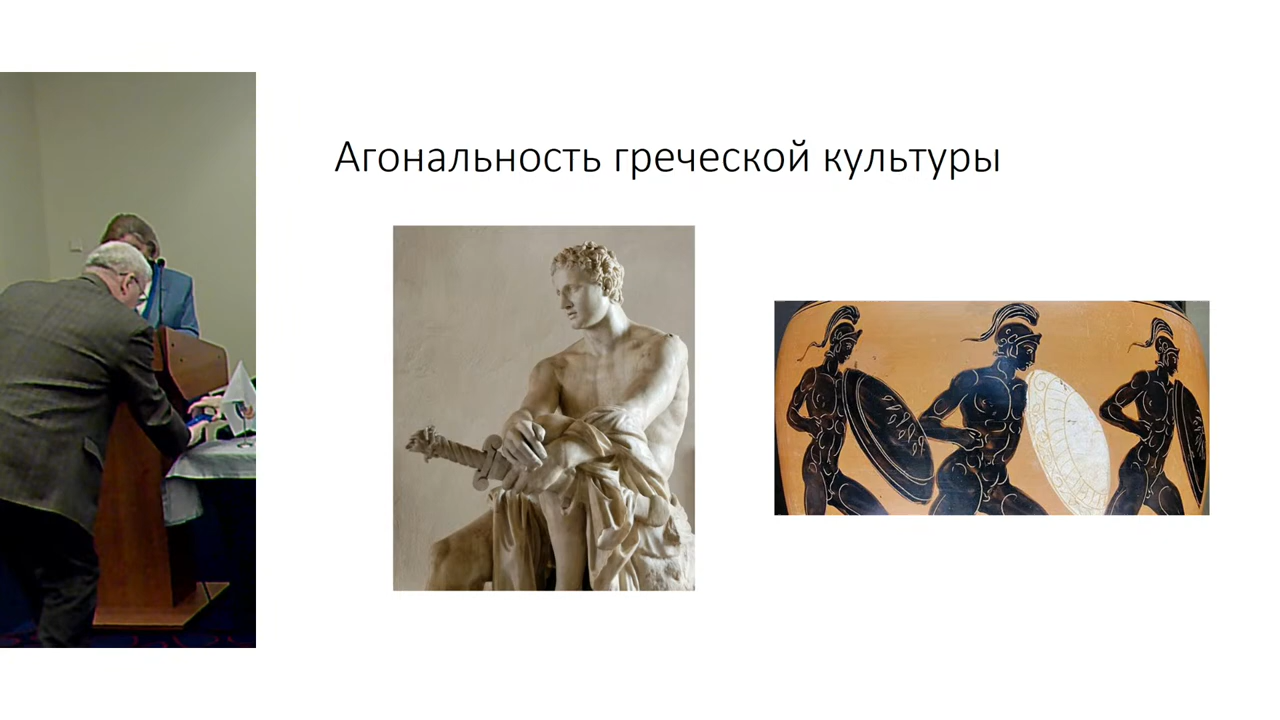 Агональность греческой культуры